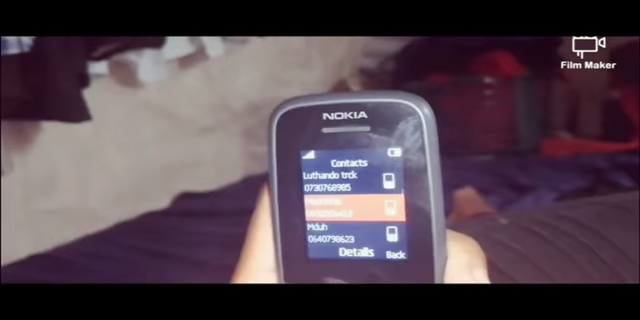 Film Maker
NOKIA
Contacts
Luthando trck
0730768985
Mduh
0640798623
Details
Back